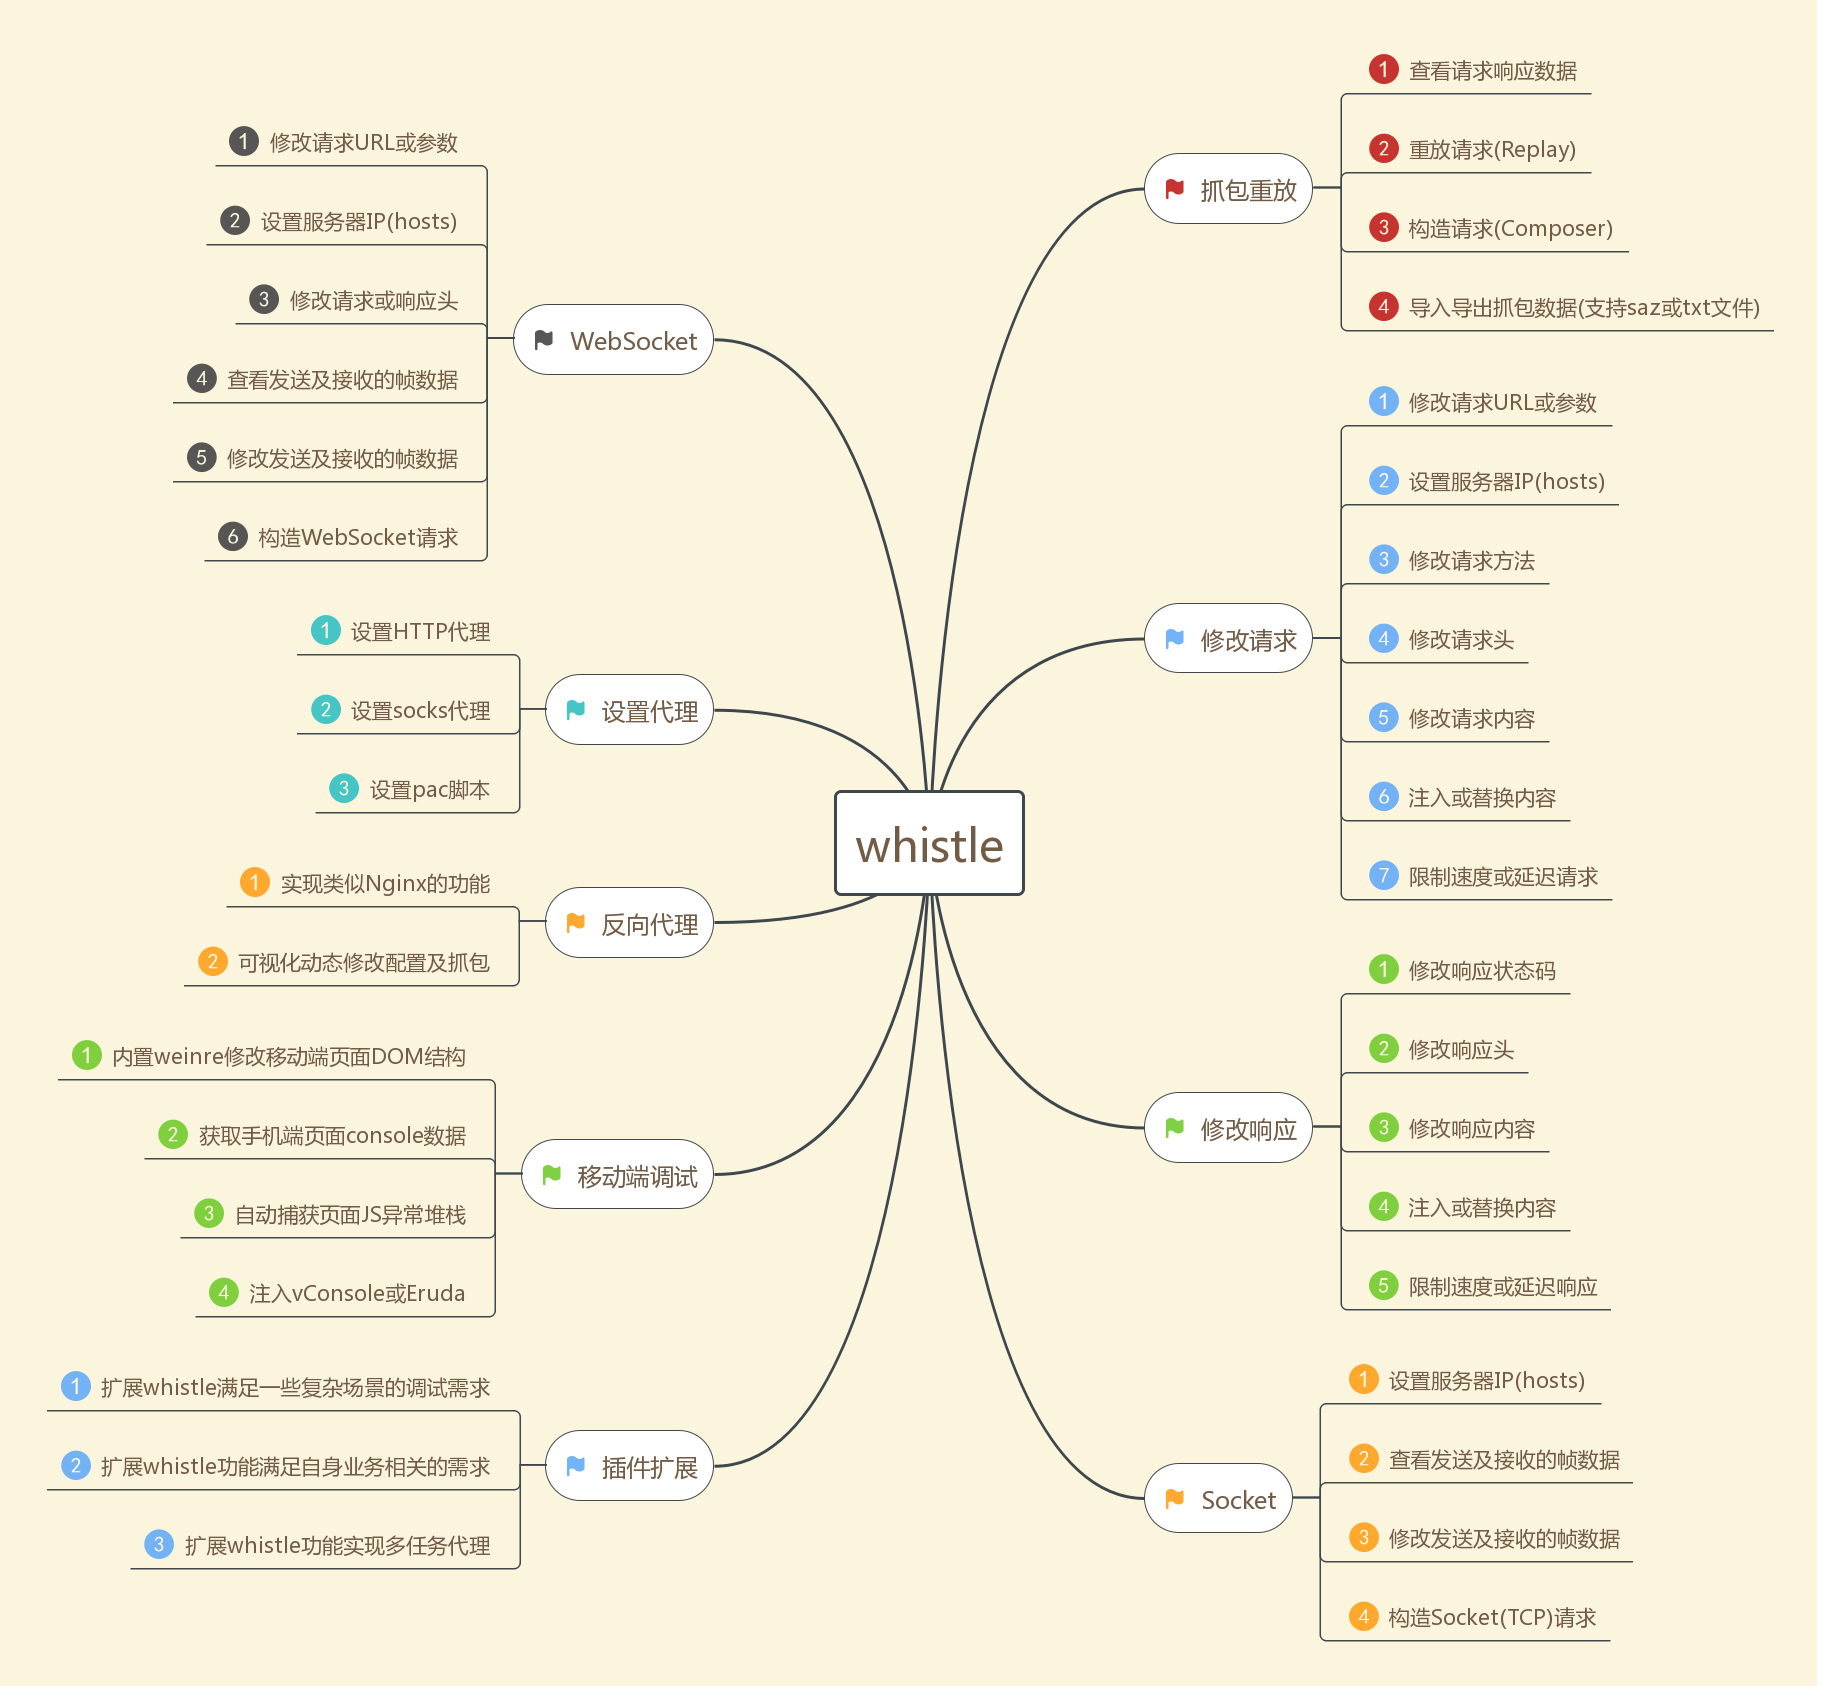 whistle
抓包重放
1 查看请求响应数据
2 重放请求(Replay)
3 构造请求(Composer)
4 导入导出抓包数据(支持saz或txt文件)
修改请求
1 修改请求URL或参数
2 设置服务器IP(hosts)
3 修改请求方法
4 修改请求头
5 修改请求内容
6 注入或替换内容
7 限制速度或延迟请求
修改响应
1 修改响应状态码
2 修改响应头
3 修改响应内容
4 注入或替换内容
5 限制速度或延迟响应
Socket
1 设置服务器IP(hosts)
2 查看发送及接收的帧数据
3 修改发送及接收的帧数据
4 构造Socket(TCP)请求
WebSocket
1 修改请求URL或参数
2 设置服务器IP(hosts)
3 修改请求或响应头
4 查看发送及接收的帧数据
5 修改发送及接收的帧数据
6 构造WebSocket请求
设置代理
1 设置HTTP代理
2 设置socks代理
3 设置pac脚本
反向代理
1 实现类似Nginx的功能
2 可视化动态修改配置及抓包
移动端调试
1 内置weinre修改移动端页面DOM结构
2 获取手机端页面console数据
3 自动捕获页面JS异常堆栈
4 注入vConsole或Eruda
插件扩展
1 扩展whistle满足一些复杂场景的调试需求
2 扩展whistle功能满足自身业务相关的需求
3 扩展whistle功能实现多任务代理